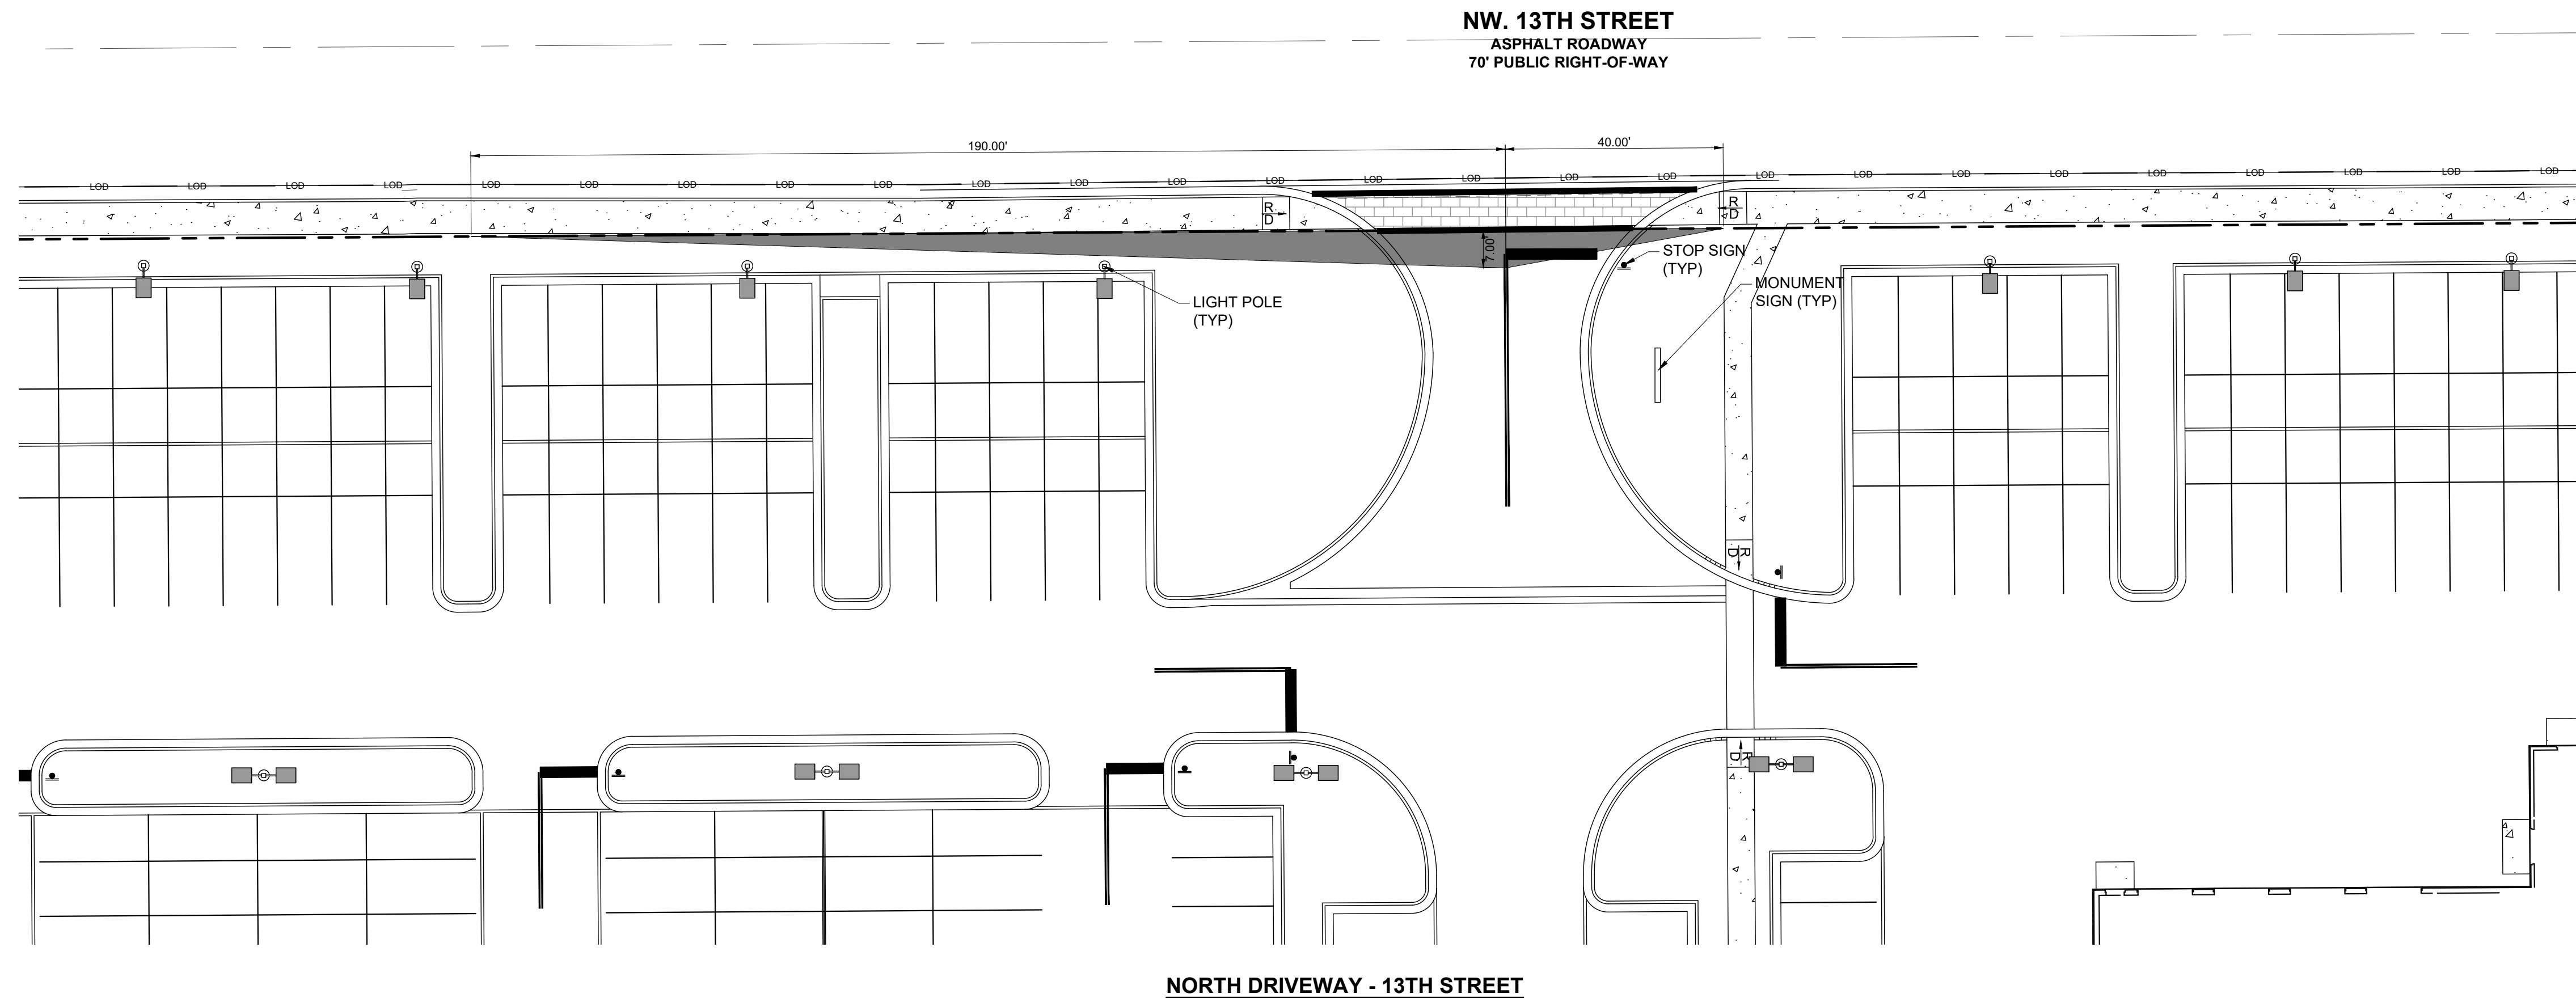 NW. 13TH STREET
ASPHALT ROADWAY
70' PUBLIC RIGHT-OF-WAY
190.00'
40.00'
LOD LOD LOD LOD LOD LOD LOD LOD LOD LOD LOD LOD LOD LOD LOD LOD LOD LOD LOD LOD LOD LOD LOD LOD LOD LOD
R
D
R
D
7.00'
STOP SIGN
(TYP)
MONUMENT
SIGN (TYP)
LIGHT POLE
(TYP)
R
D
R
D
NORTH DRIVEWAY - 13TH STREET